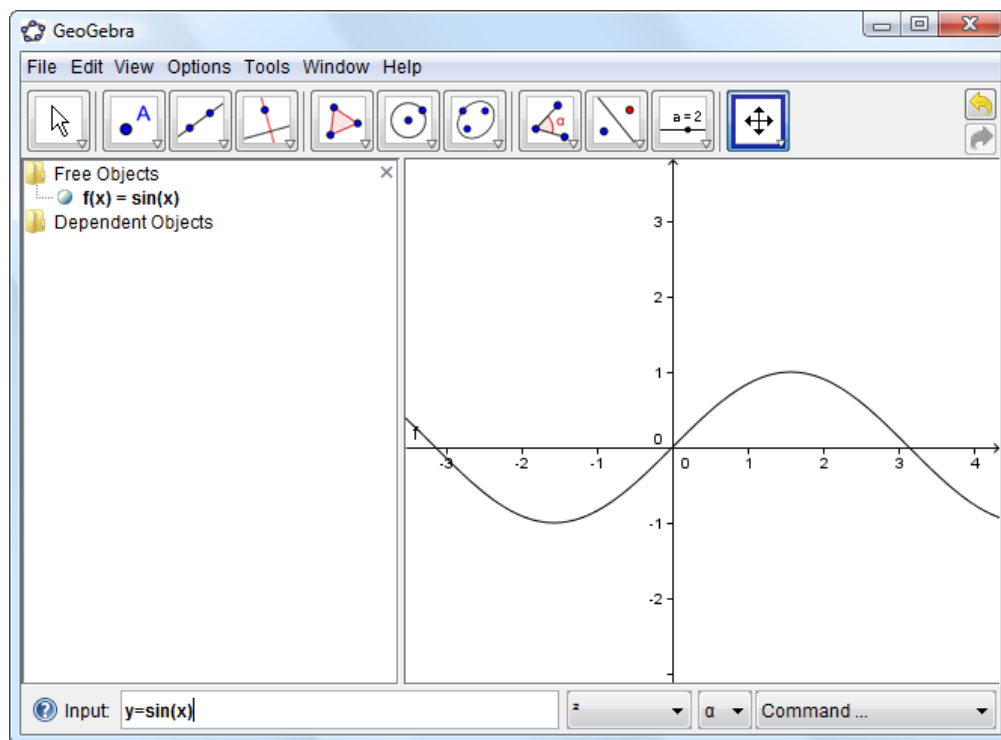 GeoGebra
File Edit View Options Tools Window Help
A
α
a = 2
Free Objects
f(x) = sin(x)
Dependent Objects
3
2
1
0
f
-3 -2 -1 0 1 2 3 4
-1
-2
Input: y=sin(x) ² α Command ...